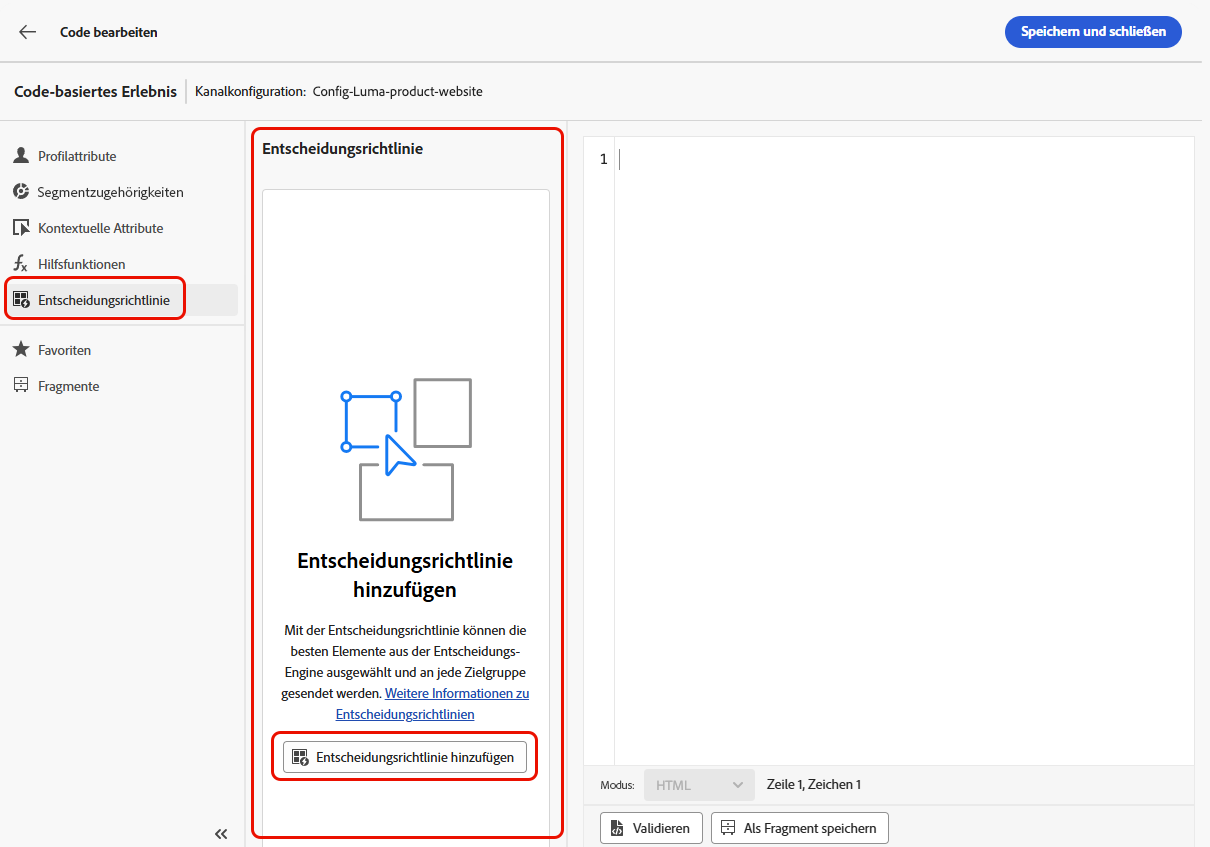 Code bearbeiten
Speichern und schließen
Code-basiertes Erlebnis
Kanalkonfiguration: Config-Luma-product-website
Profilattribute
Segmentzugehörigkeiten
Kontextuelle Attribute
Hilfsfunktionen
Entscheidungsrichtlinie
Favoriten
Fragmente
Entscheidungsrichtlinie
Entscheidungsrichtlinie
hinzufügen
Mit der Entscheidungsrichtlinie können die
besten Elemente aus der Entscheidungs-
Engine ausgewählt und an jede Zielgruppe
gesendet werden. Weitere Informationen zu
Entscheidungsrichtlinien
Entscheidungsrichtlinie hinzufügen
1
Modus: HTML Zeile 1, Zeichen 1
Validieren
Als Fragment speichern